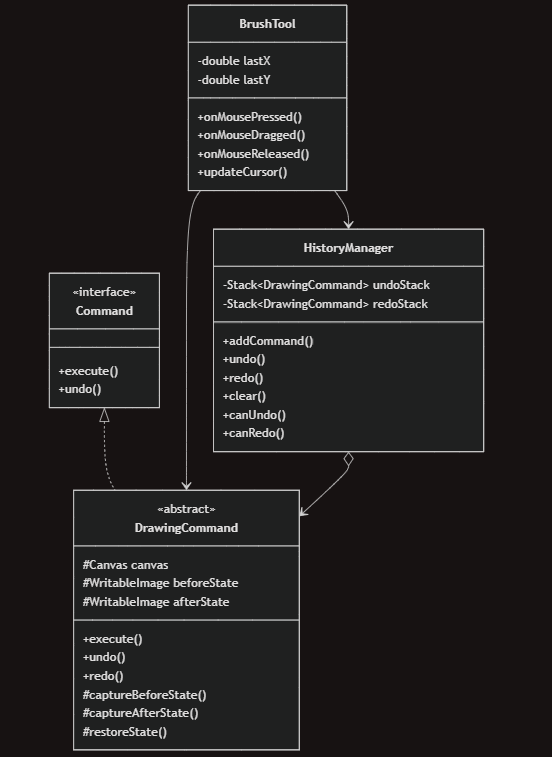 BrushTool
-double lastX
-double lastY
+onMousePressed()
+onMouseDragged()
+onMouseReleased()
+updateCursor()
HistoryManager
-Stack<DrawingCommand> undoStack
-Stack<DrawingCommand> redoStack
+addCommand()
+undo()
+redo()
+clear()
+canUndo()
+canRedo()
«interface»
Command
+execute()
+undo()
«abstract»
DrawingCommand
#Canvas canvas
#WritableImage beforeState
#WritableImage afterState
+execute()
+undo()
+redo()
#captureBeforeState()
#captureAfterState()
#restoreState()